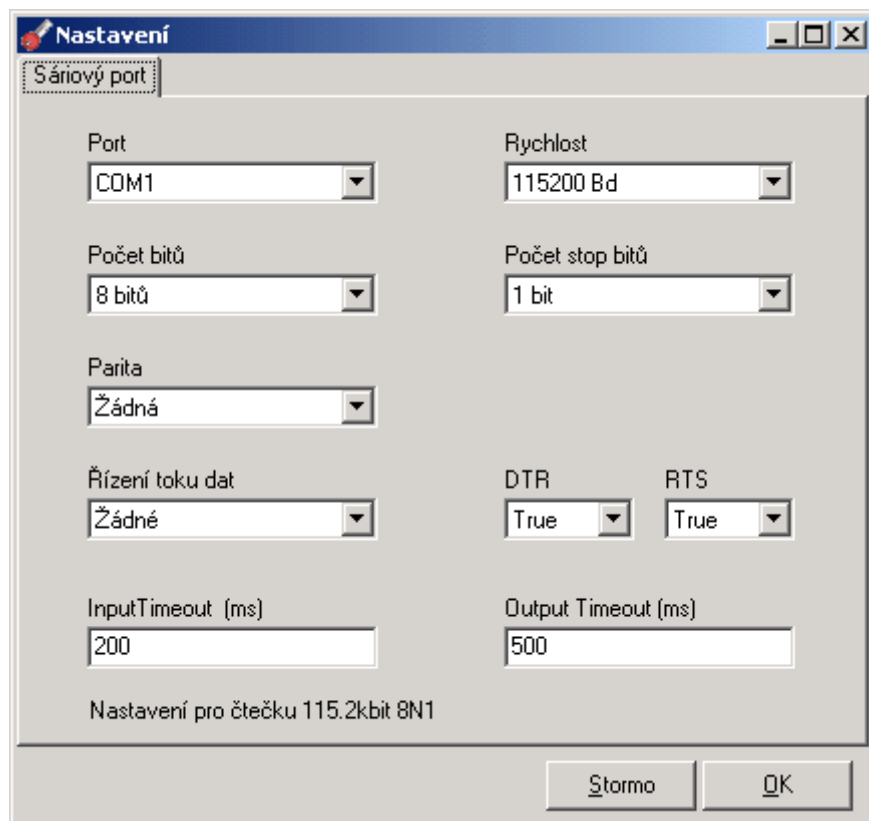 Nastavení
Sáriový port
Port
Rychlost
COM1
115200 Bd
Počet bitů
Počet stop bitů
8 bitů
1 bit
Parita
Žádná
Řízení toku dat
DTR
RTS
Žádné
True
True
InputTimeout (ms)
Output Timeout (ms)
200
500
Nastavení pro čtečku 115.2kbit 8N1
Stormo
OK